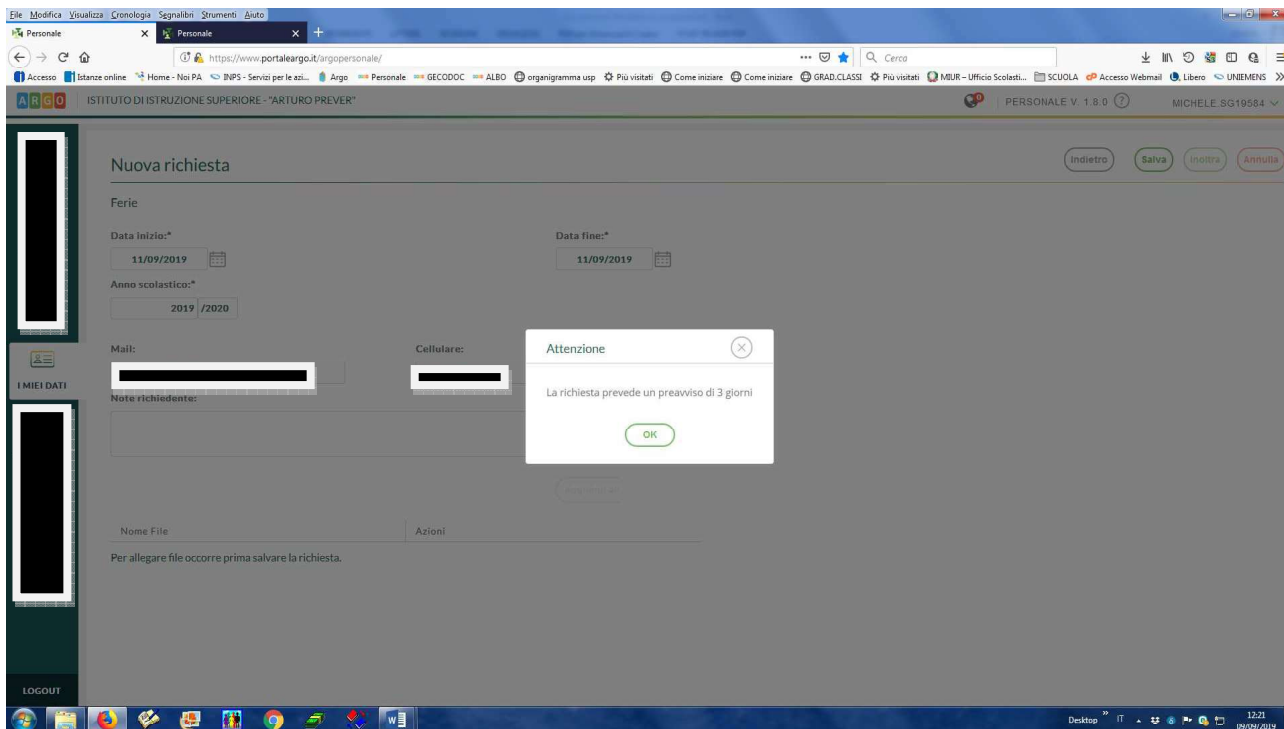 File Modifica Visualizza Cronologia Segnalibri Strumenti Aiuto
Personale Personale
https://www.portaleargo.it/argopersonale/ Cerca
Accesso Istanze online Home - Noi PA INPS - Servizi per le azi... Argo Personale GECODOC ALBO organigramma usp Più visitati Come iniziare Come iniziare GRAD.CLASSI Più visitati MIUR – Ufficio Scolasti... SCUOLA Accesso Webmail Libero UNIEMENS
ARGO ISTITUTO DI ISTRUZIONE SUPERIORE - "ARTURO PREVER" PERSONALE V. 1.8.0 ? MICHELE.SG19584
Nuova richiesta Indietro Salva Inoltra Annulla
Ferie
Data inizio:* Data fine:*
11/09/2019 11/09/2019
Anno scolastico:*
2019 /2020
Mail: Cellulare: Attenzione
I MIEI DATI
La richiesta prevede un preavviso di 3 giorni
Note richiedente:
OK
Nome File Azioni
Per allegare file occorre prima salvare la richiesta.
LOGOUT
Desktop IT 12:21
09/09/2019